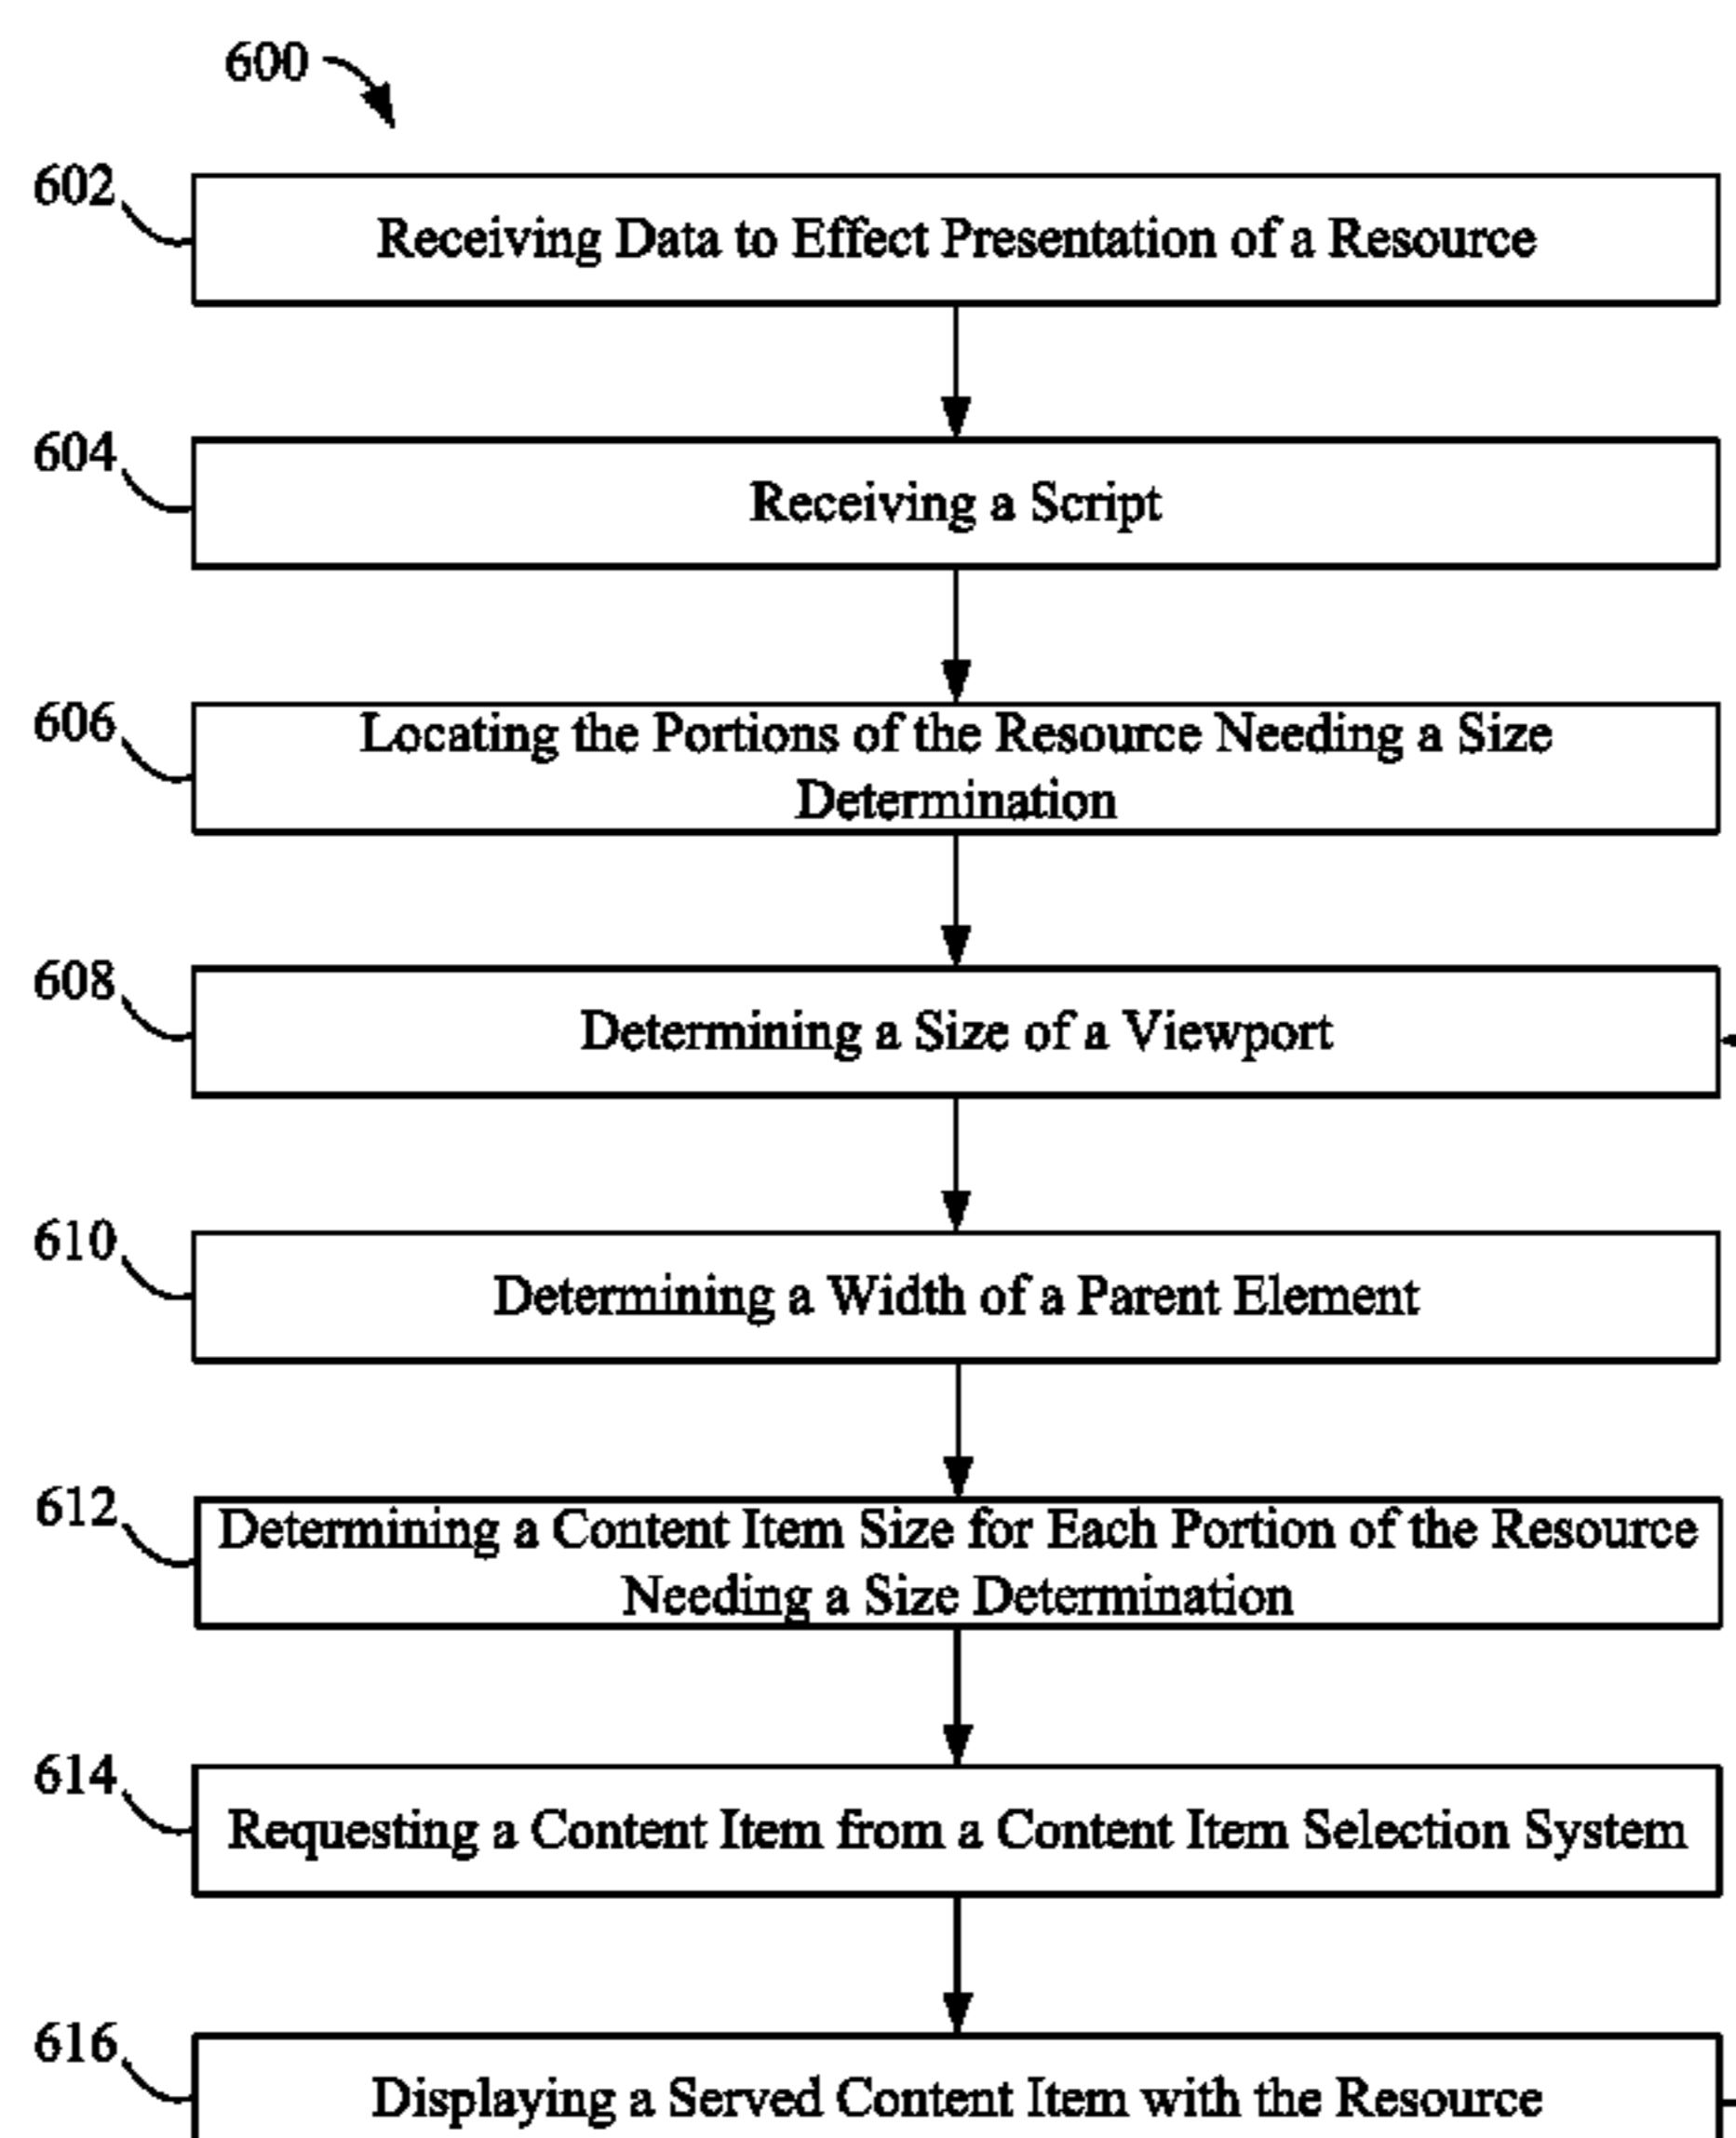 600
602
Receiving Data to Effect Presentation of a Resource
604
Receiving a Script
606
Locating the Portions of the Resource Needing a Size
Determination
608
Determining a Size of a Viewport
610
Determining a Width of a Parent Element
612
Determining a Content Item Size for Each Portion of the Resource
Needing a Size Determination
614
Requesting a Content Item from a Content Item Selection System
616
Displaying a Served Content Item with the Resource